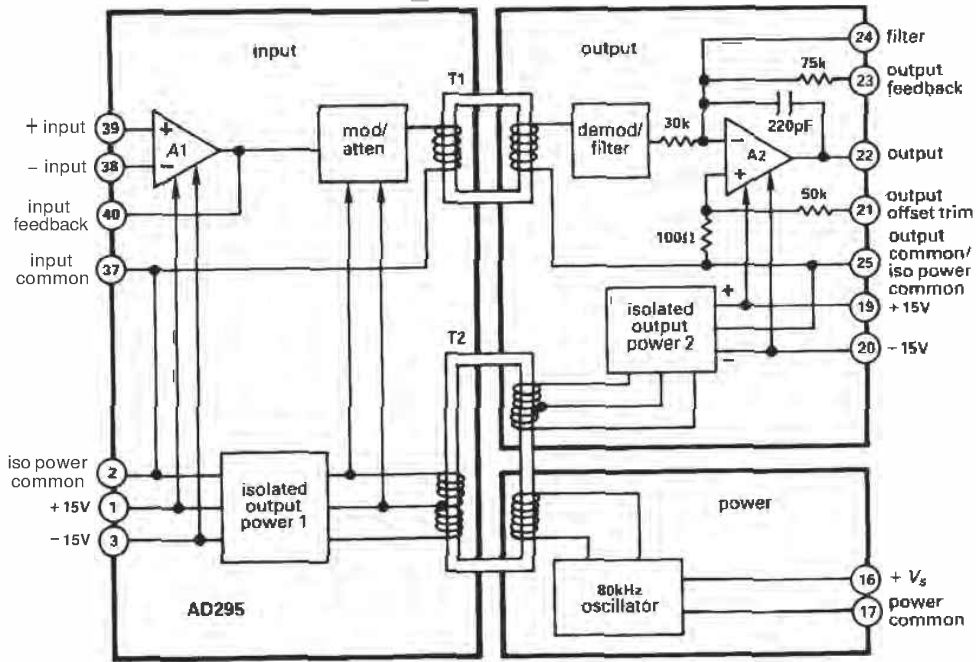 input
39
+ input
38
− input
40
input
feedback
37
input
common
+
A1
−
mod/
atten
T1
2
iso power
common
1
+15V
3
−15V
isolated
output
power 1
AD295
T2
output
demod/
filter
30k
75k
220pF
−
A2
+
50k
100Ω
24
filter
23
output
feedback
22
output
21
output
offset trim
25
output
common/
iso power
common
19
+15V
20
−15V
+
isolated
output
power 2
−
power
80kHz
oscillator
16
+ Vs
17
power
common